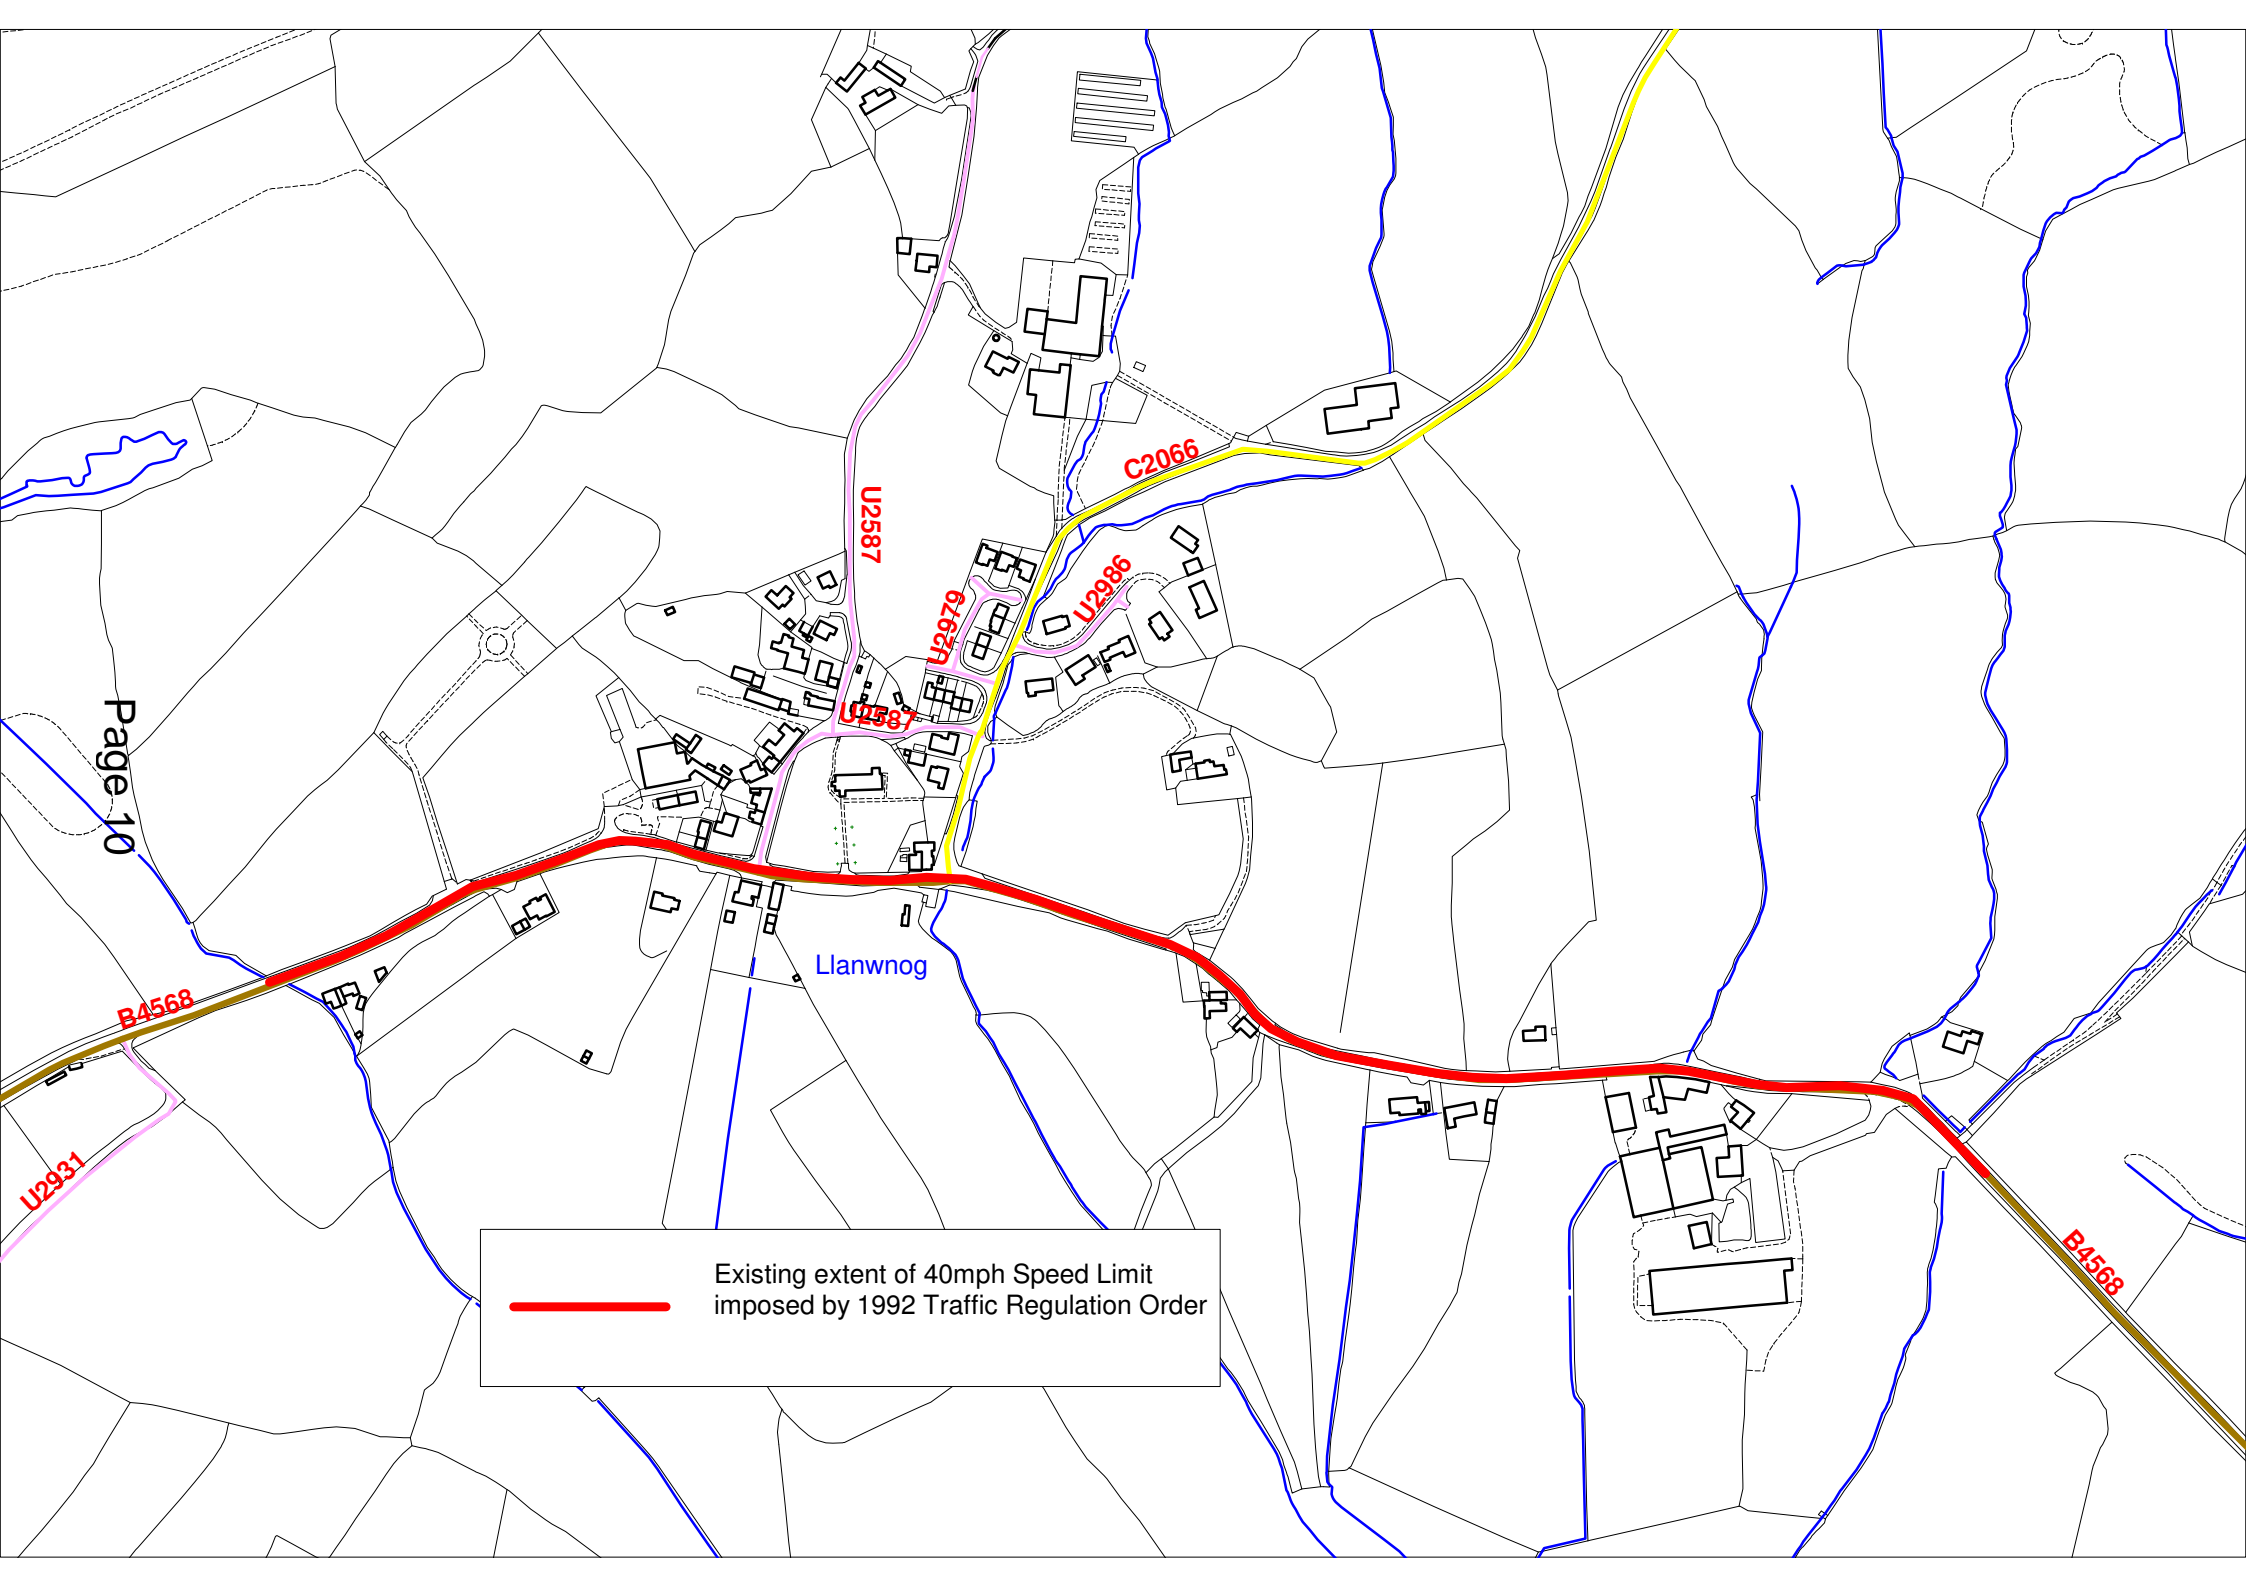 C2066
U2587
U2986
U2979
U2587
Page 10
Llanwnog
B4568
U2931
B4568
Existing extent of 40mph Speed Limit
imposed by 1992 Traffic Regulation Order